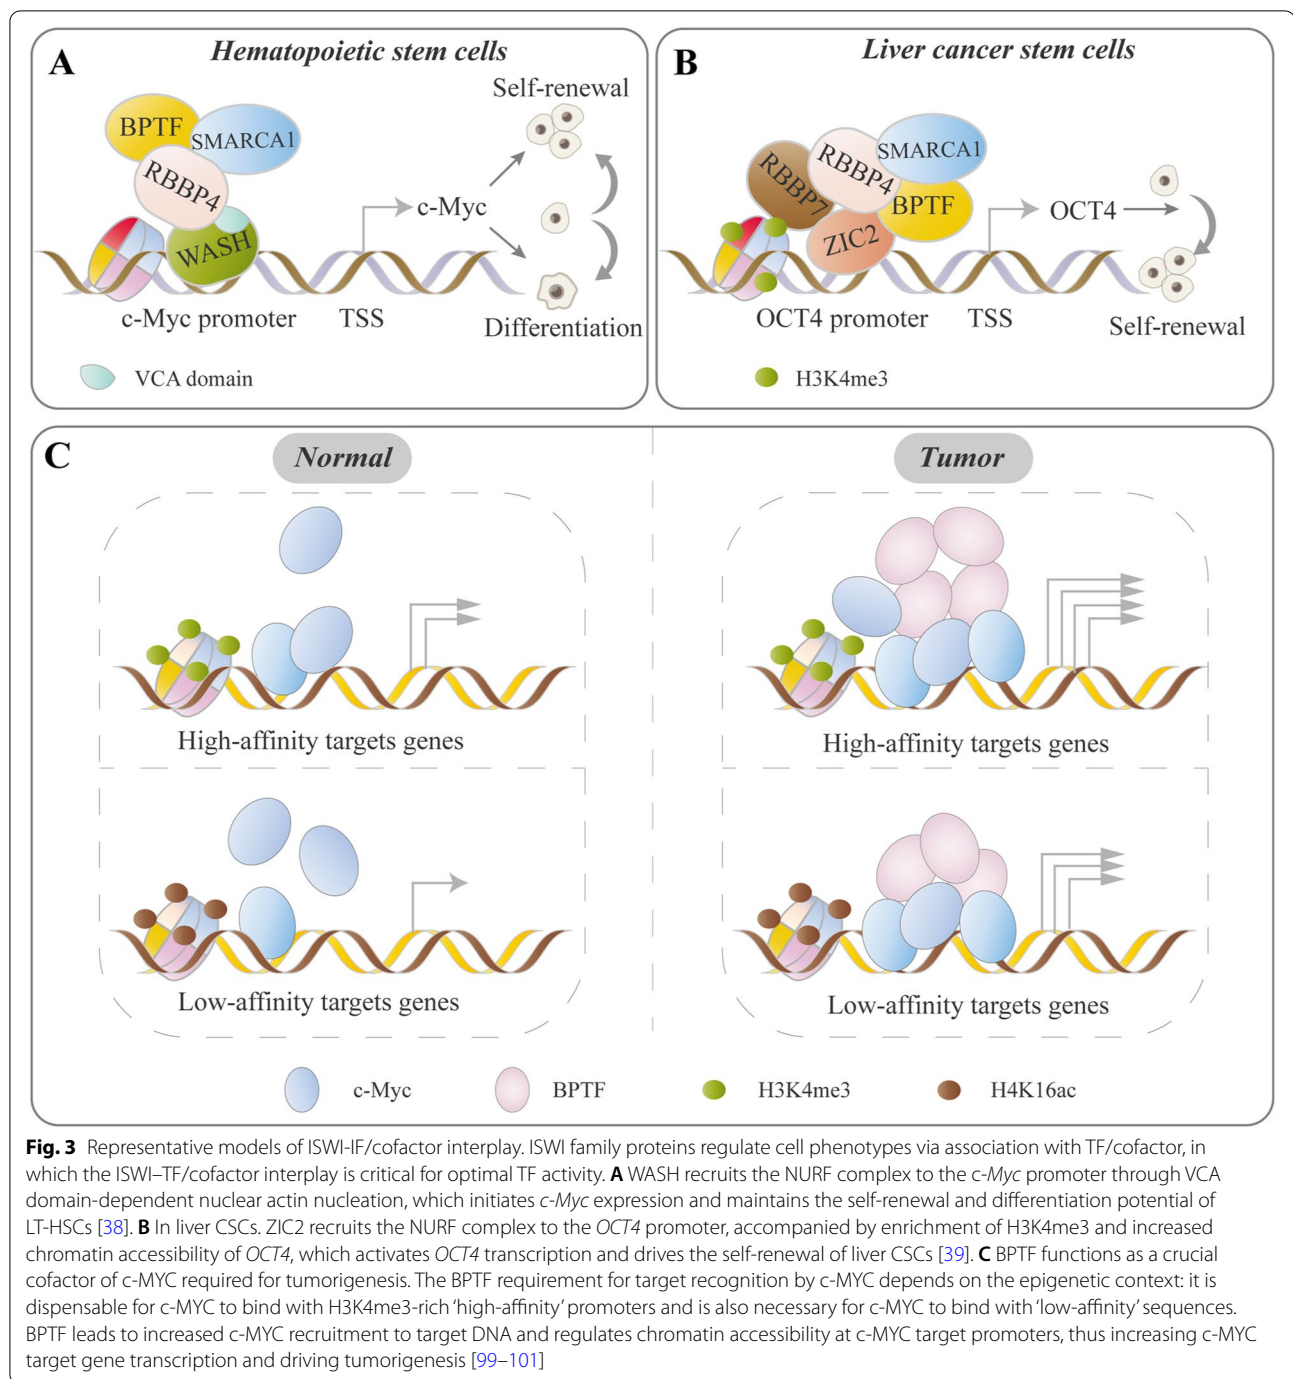 A
Hematopoietic stem cells
BPTF
SMARCA1
RBBP4
WASH
c-Myc
Self-renewal
Differentiation
c-Myc promoter
TSS
VCA domain
B
Liver cancer stem cells
RBBP7
RBBP4
SMARCA1
BPTF
ZIC2
OCT4
OCT4 promoter
TSS
Self-renewal
H3K4me3
C
Normal
Tumor
High-affinity targets genes
High-affinity targets genes
Low-affinity targets genes
Low-affinity targets genes
c-Myc
BPTF
H3K4me3
H4K16ac
Fig. 3 Representative models of ISWI-IF/cofactor interplay. ISWI family proteins regulate cell phenotypes via association with TF/cofactor, in
which the ISWI–TF/cofactor interplay is critical for optimal TF activity. A WASH recruits the NURF complex to the c-Myc promoter through VCA
domain-dependent nuclear actin nucleation, which initiates c-Myc expression and maintains the self-renewal and differentiation potential of
LT-HSCs [38]. B In liver CSCs. ZIC2 recruits the NURF complex to the OCT4 promoter, accompanied by enrichment of H3K4me3 and increased
chromatin accessibility of OCT4, which activates OCT4 transcription and drives the self-renewal of liver CSCs [39]. C BPTF functions as a crucial
cofactor of c-MYC required for tumorigenesis. The BPTF requirement for target recognition by c-MYC depends on the epigenetic context: it is
dispensable for c-MYC to bind with H3K4me3-rich ‘high-affinity’ promoters and is also necessary for c-MYC to bind with ‘low-affinity’ sequences.
BPTF leads to increased c-MYC recruitment to target DNA and regulates chromatin accessibility at c-MYC target promoters, thus increasing c-MYC
target gene transcription and driving tumorigenesis [99–101]